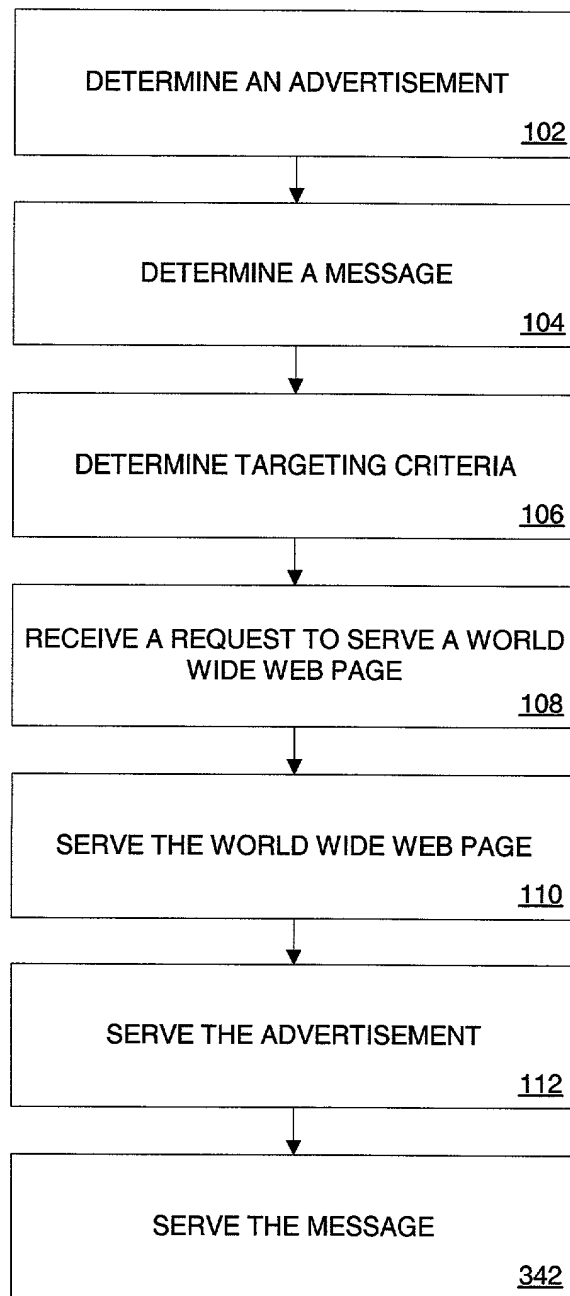 DETERMINE AN ADVERTISEMENT
102
DETERMINE A MESSAGE
104
DETERMINE TARGETING CRITERIA
106
RECEIVE A REQUEST TO SERVE A WORLD
WIDE WEB PAGE
108
SERVE THE WORLD WIDE WEB PAGE
110
SERVE THE ADVERTISEMENT
112
SERVE THE MESSAGE
342